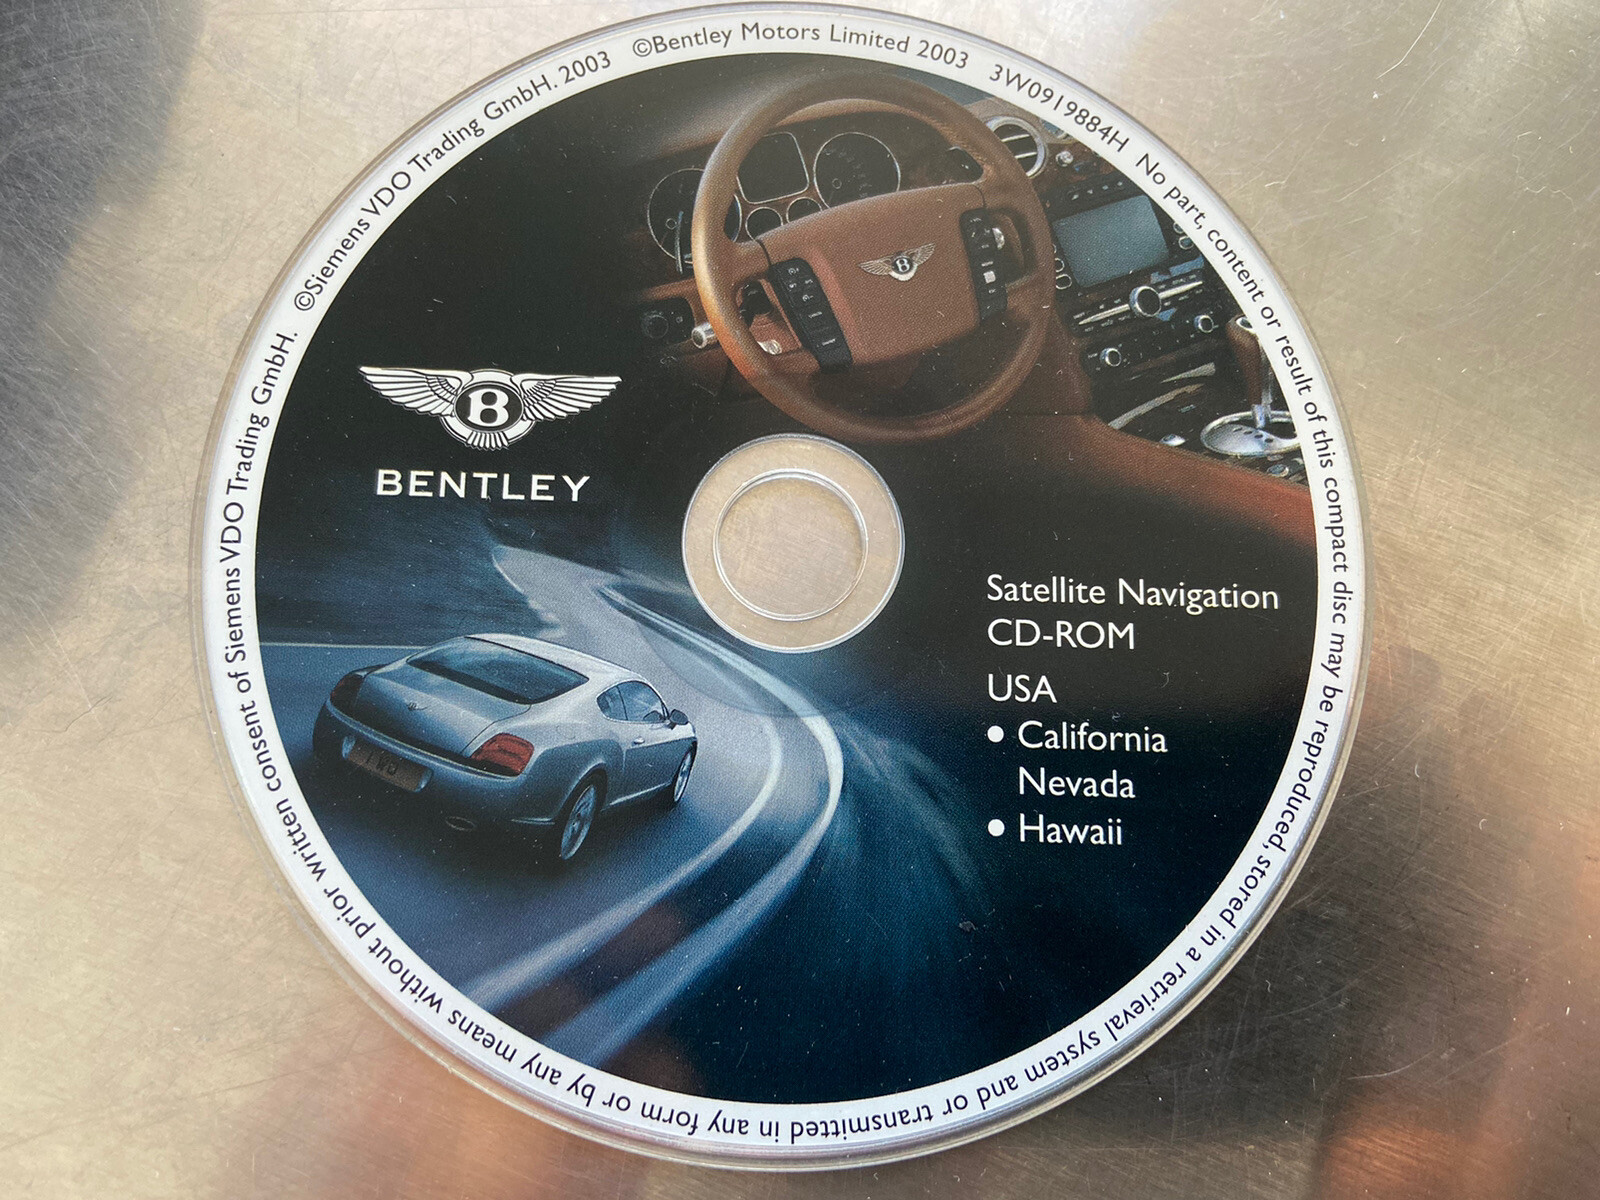 ©Siemens VDO Trading GmbH. 2003 ©Bentley Motors Limited 2003 3W0919884H No part, content or result of this compact disc may be reproduced, stored in a retrieval system and or transmitted in any form or by any means without prior written consent of Siemens VDO Trading GmbH.
B
B
BENTLEY
Satellite Navigation
CD-ROM
USA
• California
Nevada
• Hawaii